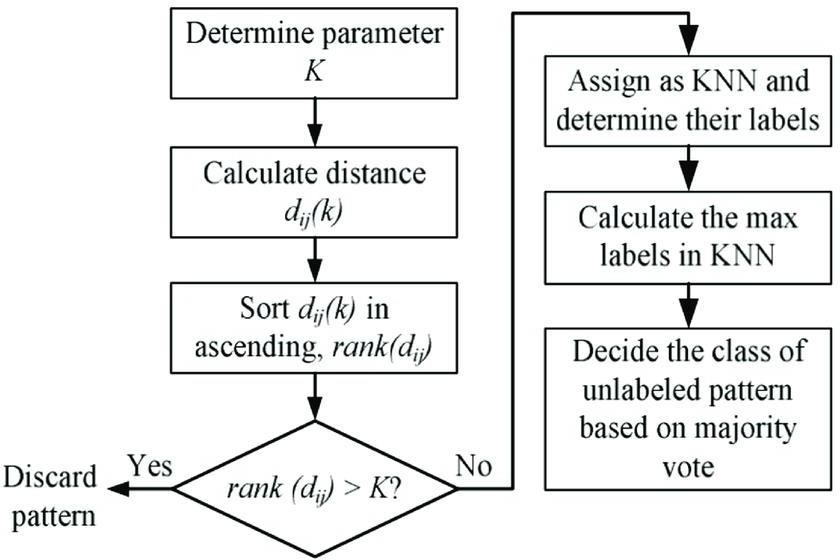 Determine parameter
K
Calculate distance
dij(k)
Sort dij(k) in
ascending, rank(dij)
rank (dij) > K?
Yes
Discard
pattern
No
Assign as KNN and
determine their labels
Calculate the max
labels in KNN
Decide the class of
unlabeled pattern
based on majority
vote